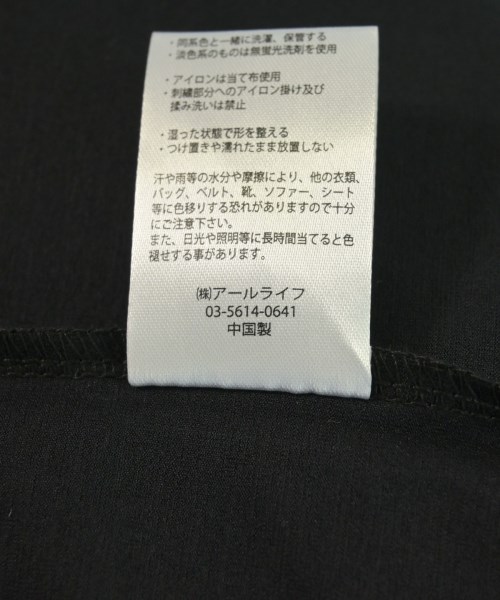 ・同系色と一緒に洗濯、保管する
・淡色系のものは無蛍光洗剤を使用
・アイロンは当て布使用
・刺繍部分へのアイロン掛け及び
揉み洗いは禁止
・湿った状態で形を整える
・つけ置きや濡れたまま放置しない
汗や雨等の水分や摩擦により、他の衣類、
バッグ、ベルト、靴、ソファー、シート
等に色移りする恐れがありますので十分
にご注意下さい。
また、日光や照明等に長時間当てると色
褪せする事があります。
㈱アールライフ
03-5614-0641
中国製